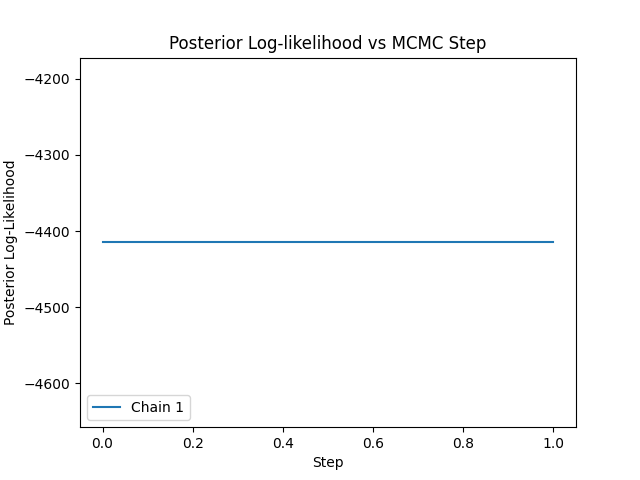 Posterior Log-likelihood vs MCMC Step
Posterior Log-Likelihood
−4200
−4300
−4400
−4500
−4600
Chain 1
0.0 0.2 0.4 0.6 0.8 1.0
Step